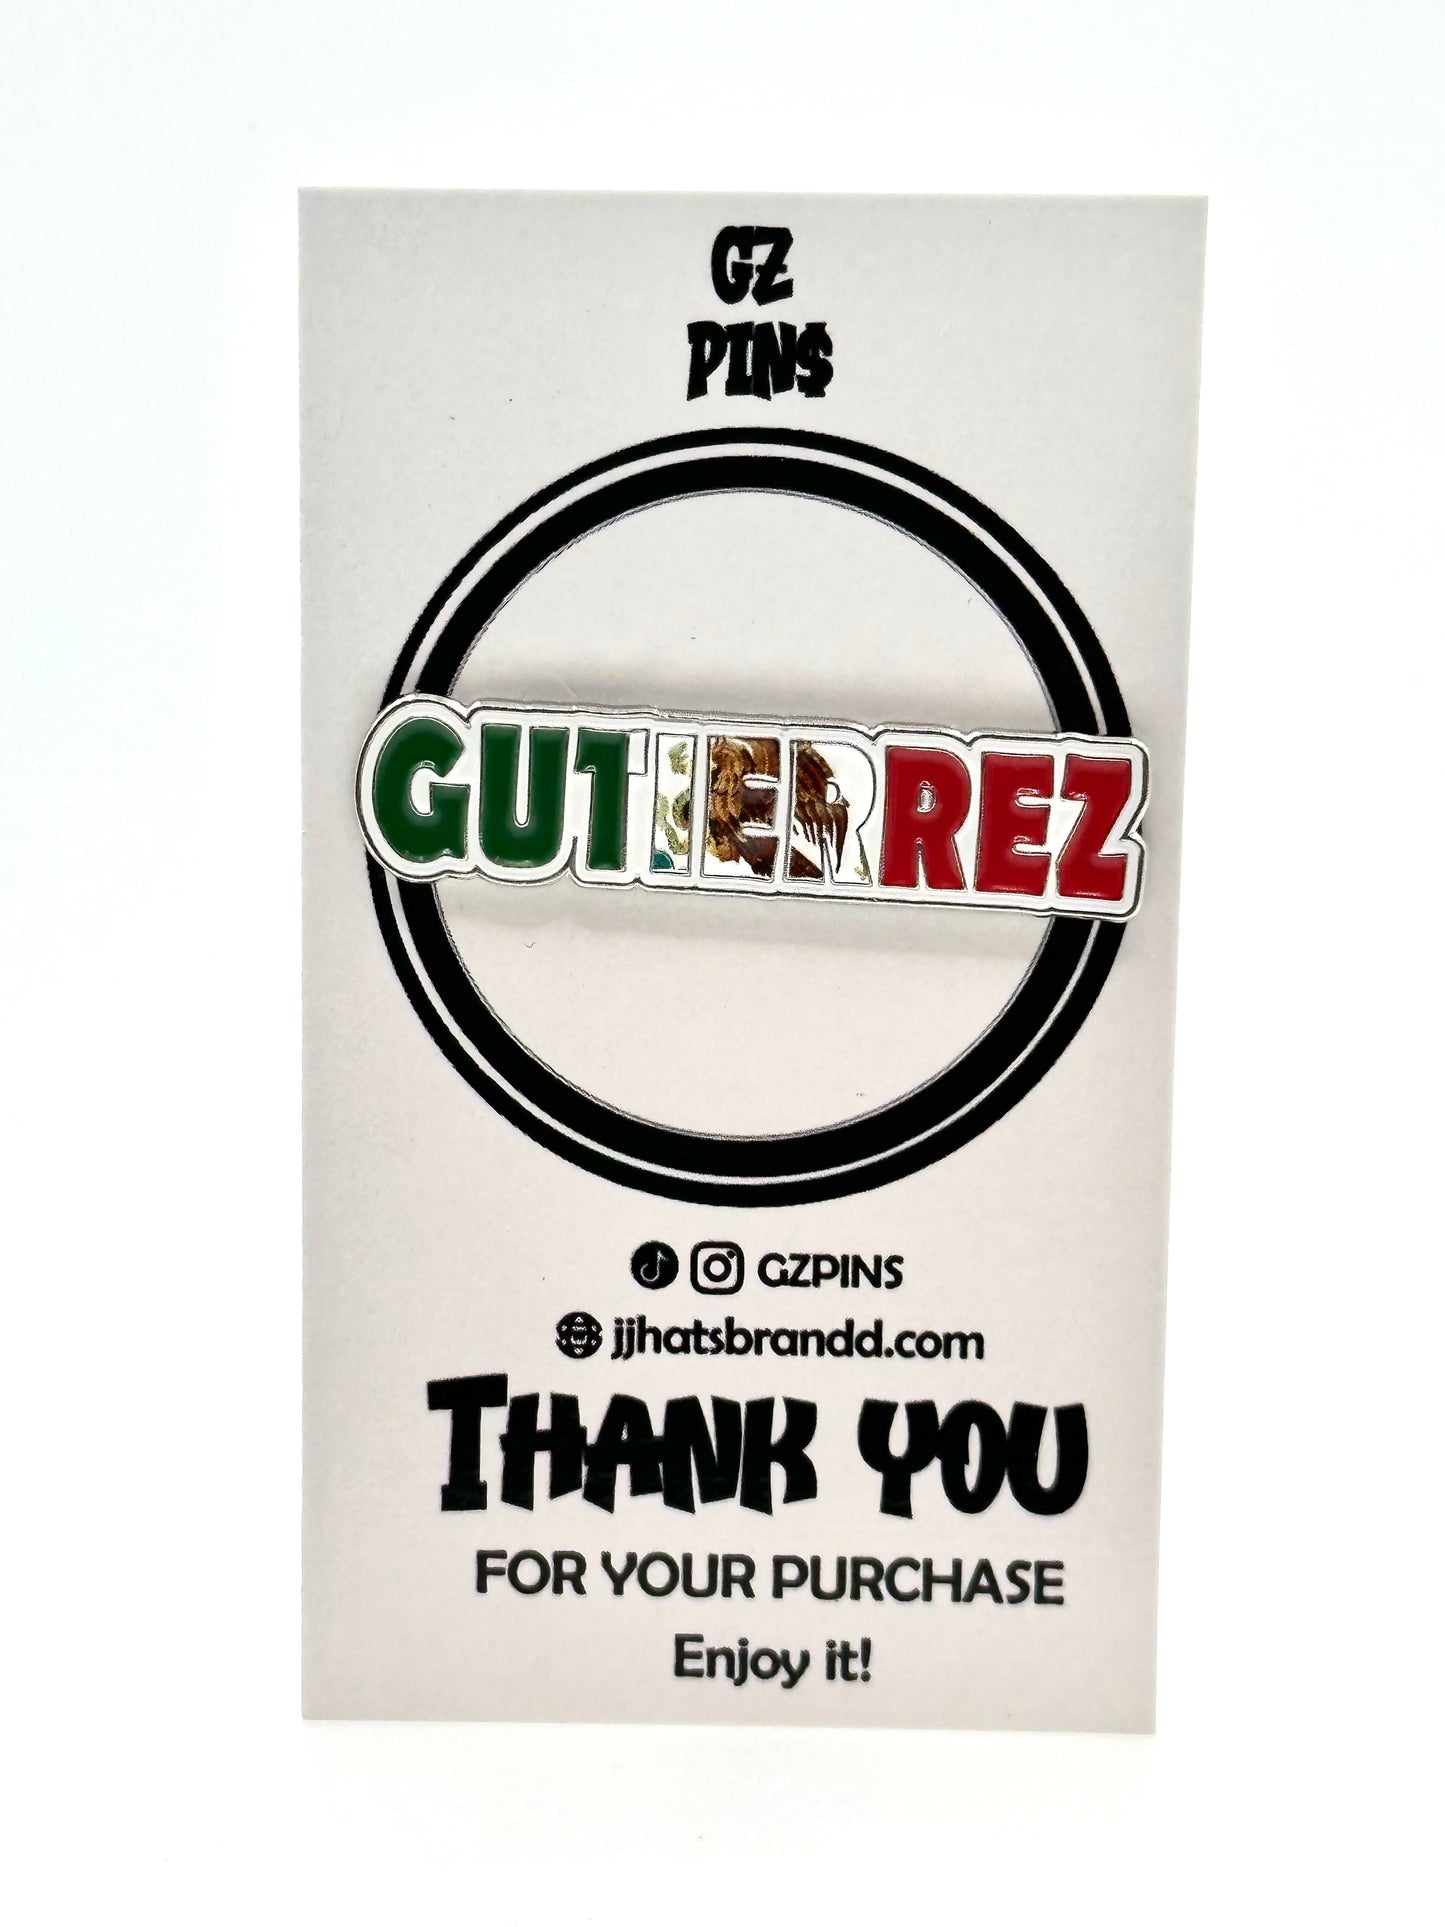 GZ
PIN$
GUTIERREZ
GZPINS
jjhatsbrandd.com
THANK YOU
FOR YOUR PURCHASE
Enjoy it!